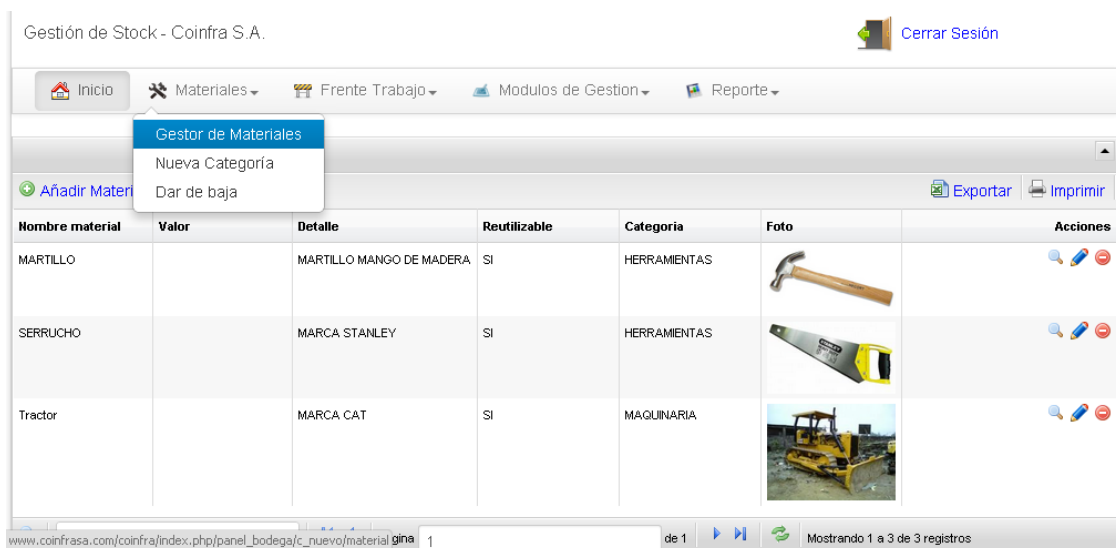 Gestión de Stock - Coinfra S.A.
Cerrar Sesión
Inicio Materiales Frente Trabajo Modulos de Gestion Reporte
Gestor de Materiales
Nueva Categoría
Dar de baja
Añadir Materi
Exportar Imprimir
Nombre material Valor Detalle Reutilizable Categoria Foto Acciones
MARTILLO MARTILLO MANGO DE MADERA SI HERRAMIENTAS
SERRUCHO MARCA STANLEY SI HERRAMIENTAS
Tractor MARCA CAT SI MAQUINARIA
www.coinfrasa.com/coinfra/index.php/panel_bodega/c_nuevo/material gina 1 de 1 Mostrando 1 a 3 de 3 registros